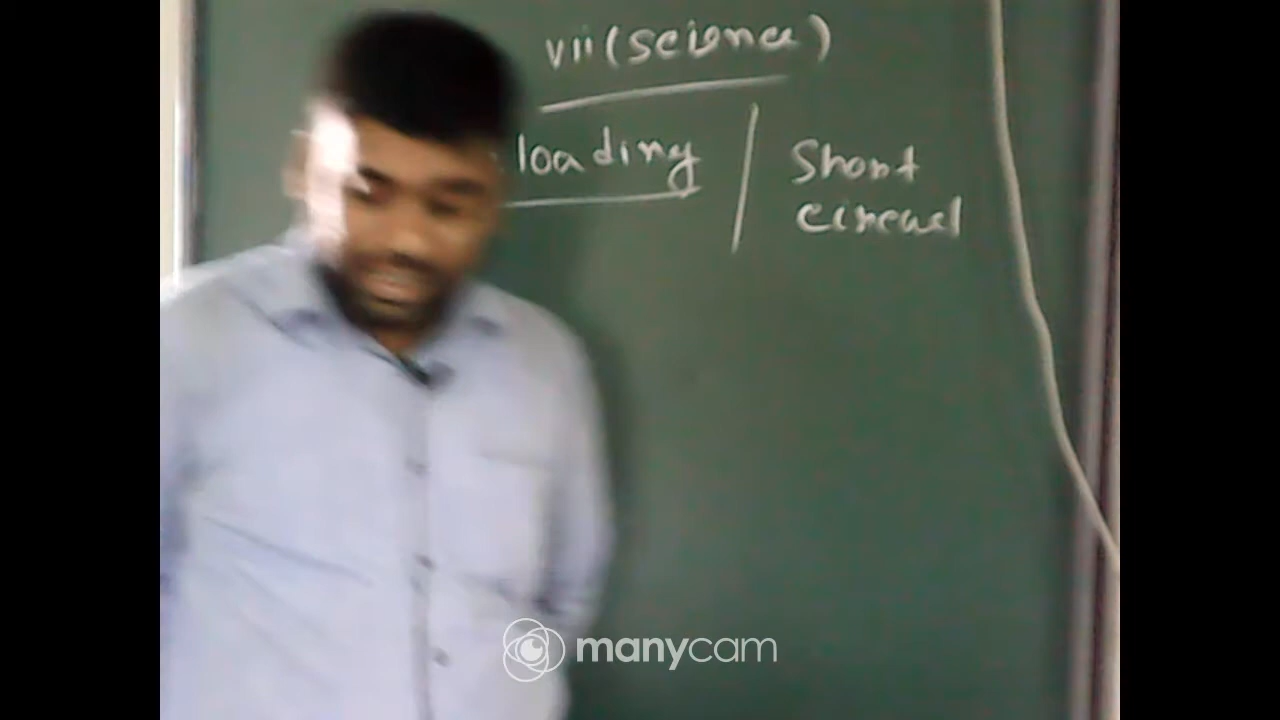 vii (science)
loading
Short
circuit
manycam